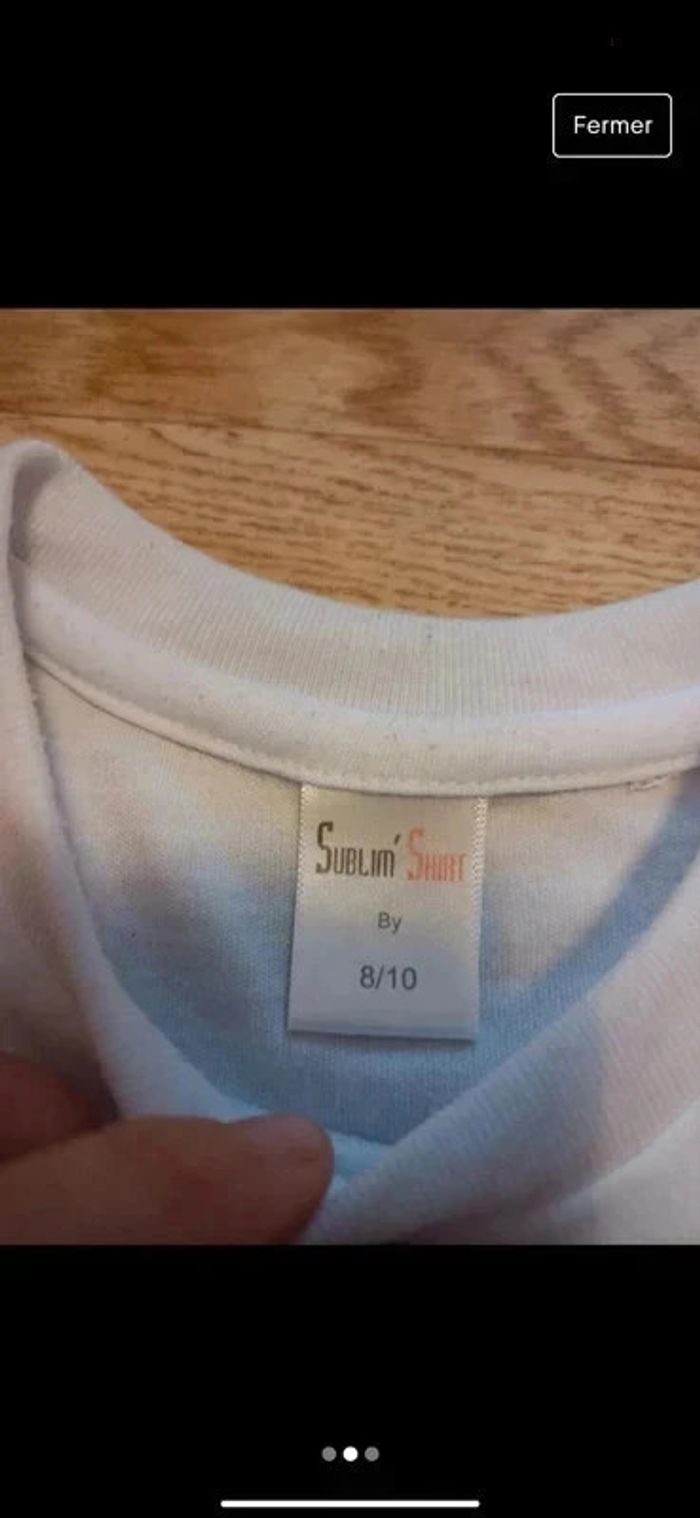 Fermer
SUBLIM' SHIRT
By
8/10